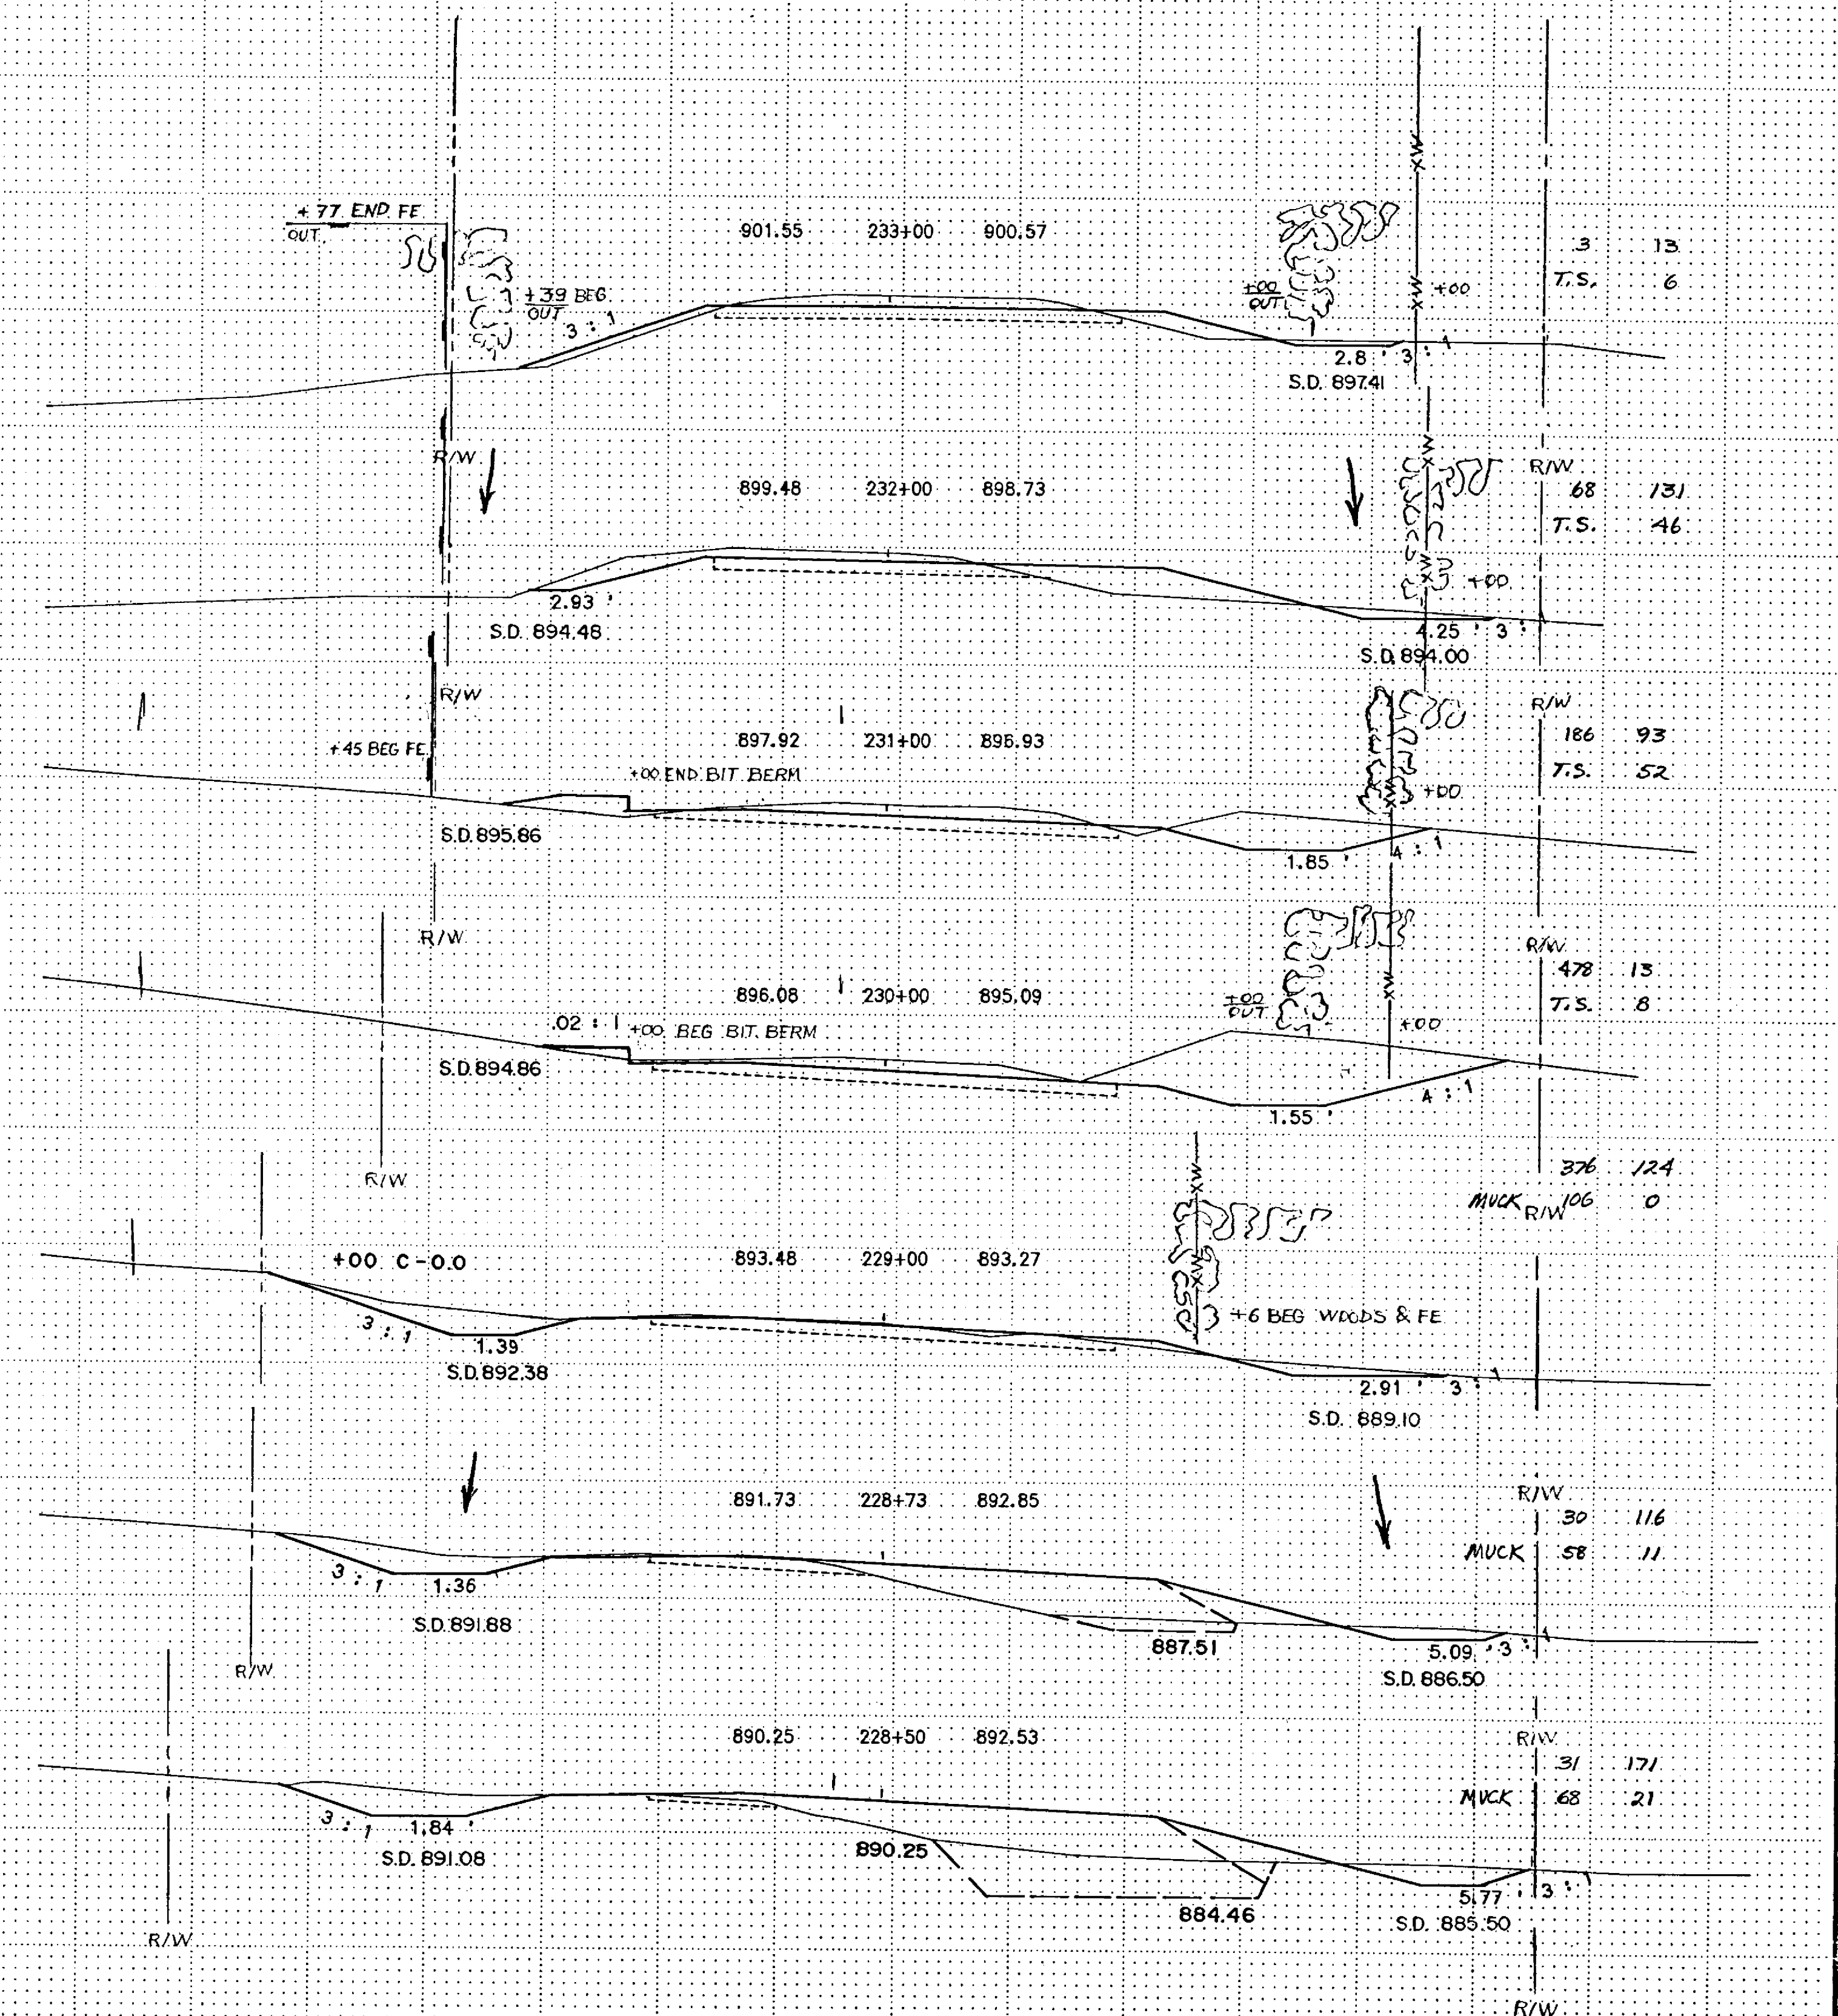 +77 END FE
OUT
901.55 233+00 900.57
3 13
T.S. 6
+39 BEG.
OUT
3 : 1
+00
OUT
+00
2.8 ' 3 : 1
S.D. 897.41
R/W
R/W
899.48 232+00 898.73
68 131
T.S. 46
+00
2.93 '
S.D. 894.48
4.25 ' 3 : 1
S.D. 894.00
R/W
R/W
+45 BEG FE.
897.92 231+00 896.93
186 93
T.S. 52
+00 END BIT BERM
+00
S.D. 895.86
1.85 ' 4 : 1
R/W
R/W
896.08 230+00 895.09
478 13
T.S. 8
+00
OUT
+00
.02 : 1 +00 BEG BIT. BERM
S.D. 894.86
1.55 ' 4 : 1
R/W
376 124
MUCK 106 0
R/W
+00 C-0.0
893.48 229+00 893.27
+6 BEG WOODS & FE
3 : 1
1.39
S.D. 892.38
2.91 ' 3 : 1
S.D. 889.10
R/W
891.73 228+73 892.85
30 116
MUCK 58 11
3 : 1
1.36
S.D. 891.88
887.51
5.09 ' 3 : 1
S.D. 886.50
R/W
R/W
890.25 228+50 892.53
31 171
MUCK 68 21
3 : 1
1.84 '
S.D. 891.08
890.25
884.46
5.77 ' 3 : 1
S.D. 885.50
R/W
R/W